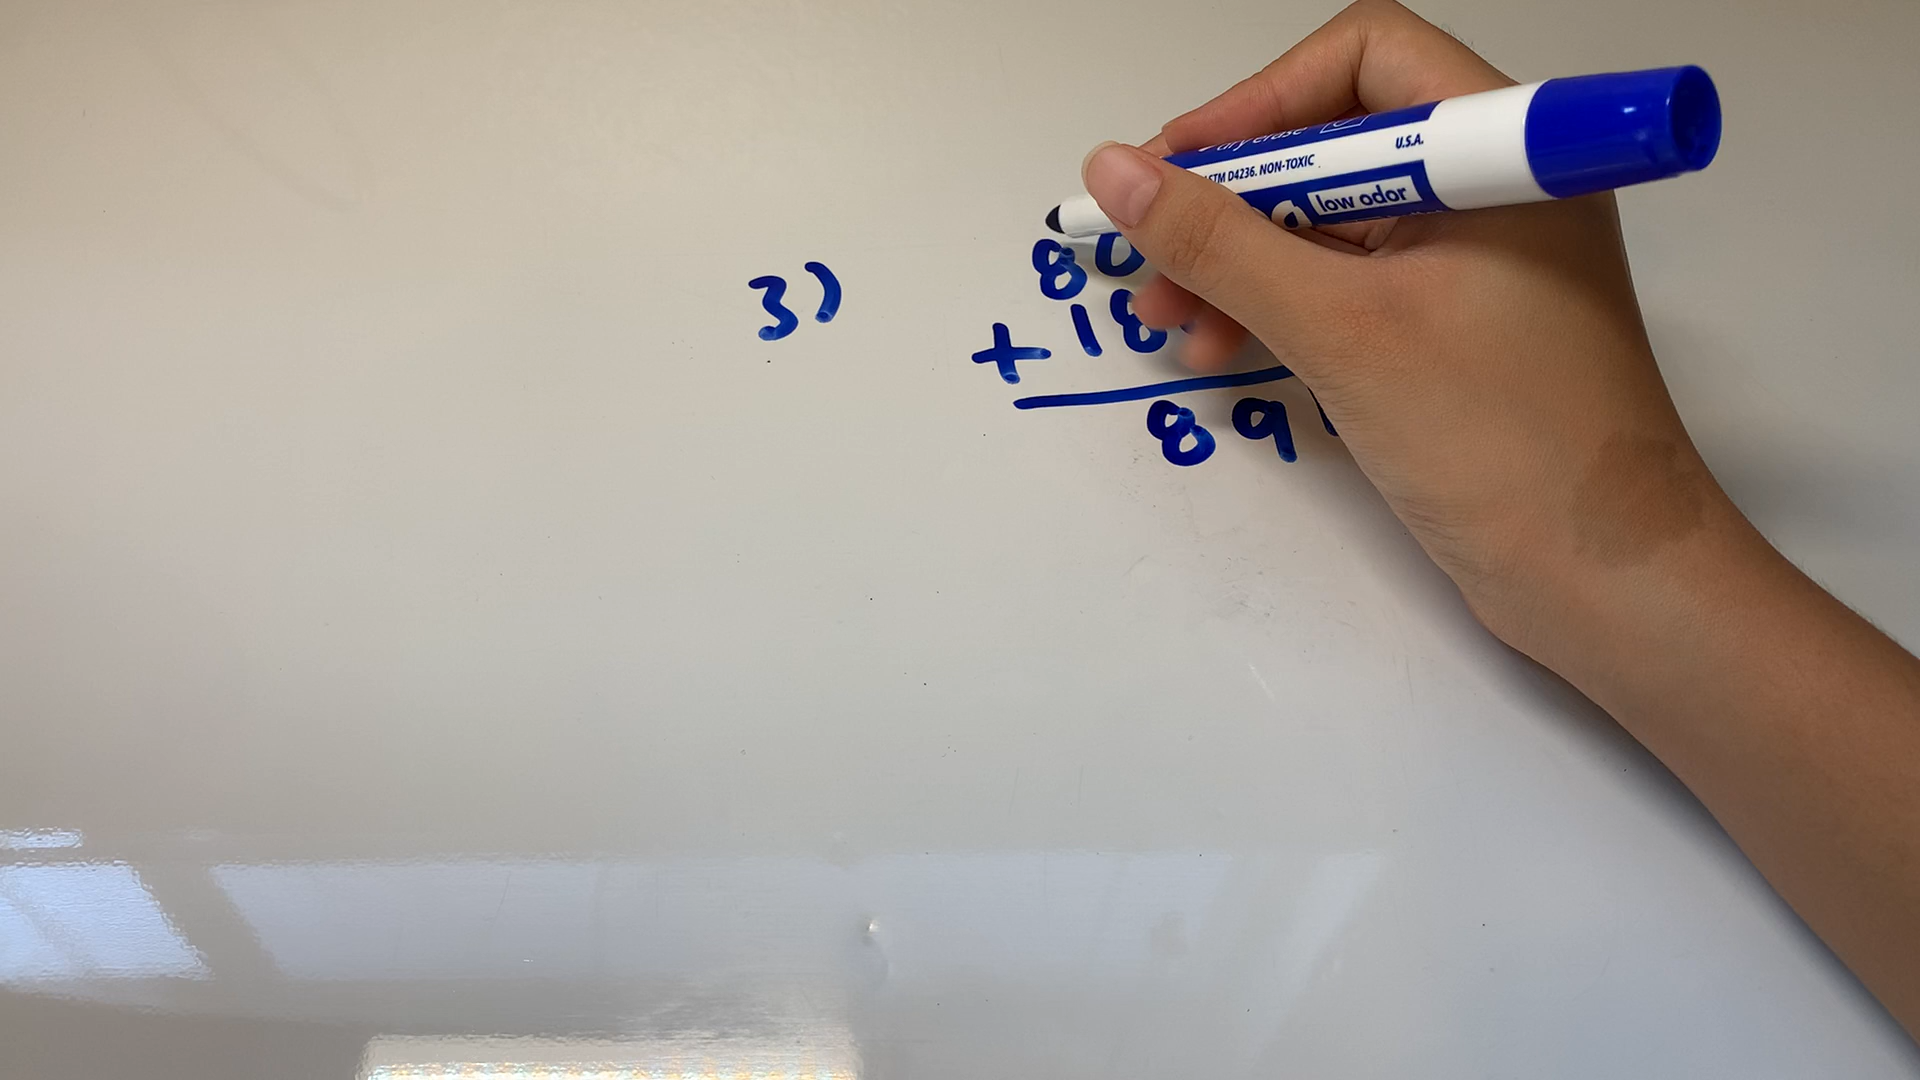 3)
80
+ 18
89
dry erase
ASTM D4236. NON-TOXIC
U.S.A.
low odor